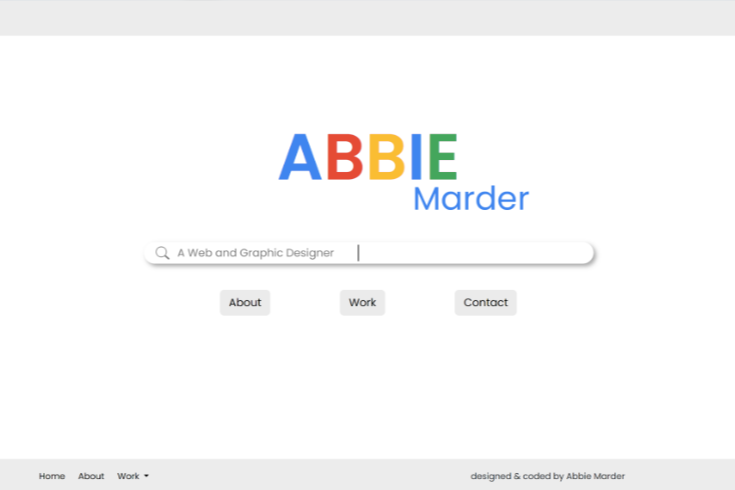 ABBIE
Marder
A Web and Graphic Designer
About Work Contact
Home About Work designed & coded by Abbie Marder